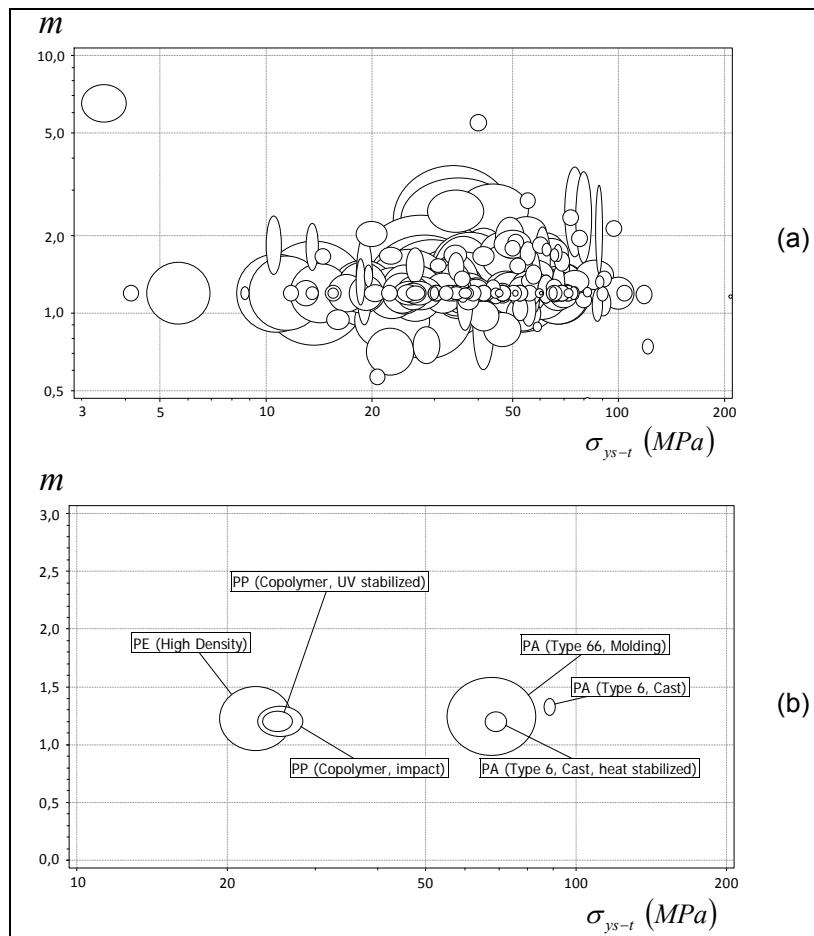 m
10,0
5,0
2,0
1,0
0,5
3 5 10 20 50 100 200
σys-t (MPa)
(a)
m
3,0
2,5
2,0
1,5
1,0
0,5
0,0
PP (Copolymer, UV stabilized)
PE (High Density)
PA (Type 66, Molding)
PA (Type 6, Cast)
PP (Copolymer, impact)
PA (Type 6, Cast, heat stabilized)
10 20 50 100 200
σys-t (MPa)
(b)